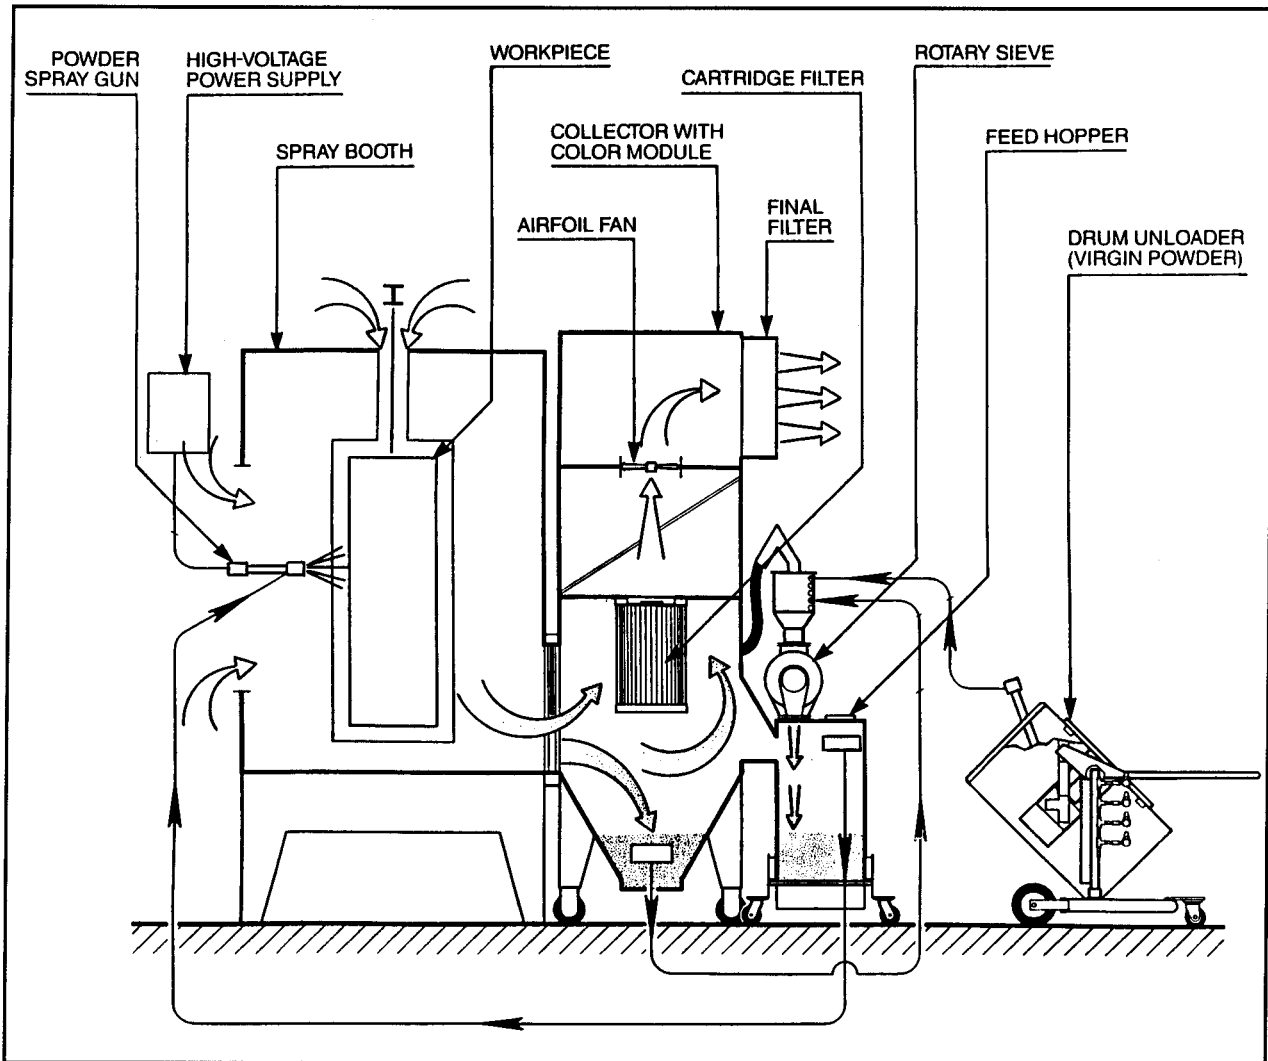 POWDER
SPRAY GUN
HIGH-VOLTAGE
POWER SUPPLY
WORKPIECE
ROTARY SIEVE
CARTRIDGE FILTER
SPRAY BOOTH
COLLECTOR WITH
COLOR MODULE
FEED HOPPER
AIRFOIL FAN
FINAL
FILTER
DRUM UNLOADER
(VIRGIN POWDER)